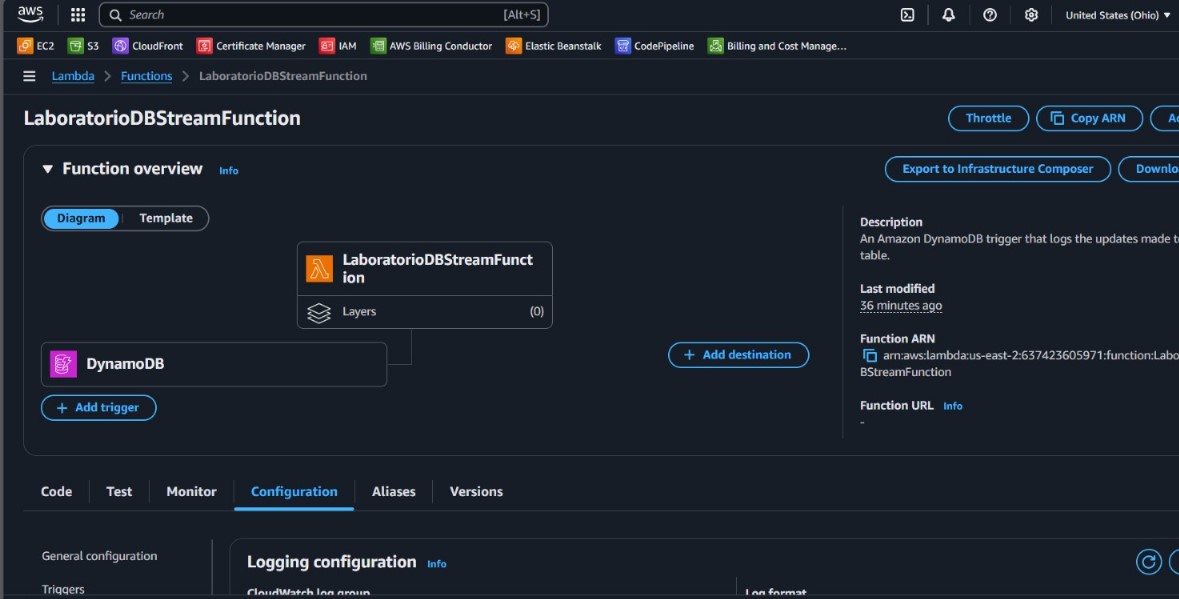 aws
Search [Alt+S]
United States (Ohio)
EC2 S3 CloudFront Certificate Manager IAM AWS Billing Conductor Elastic Beanstalk CodePipeline Billing and Cost Manage...
Lambda Functions LaboratorioDBStreamFunction
LaboratorioDBStreamFunction
Throttle Copy ARN
Function overview Info
Export to Infrastructure Composer Downlo
Diagram Template
LaboratorioDBStreamFunct
ion
Layers (0)
DynamoDB
+ Add trigger
+ Add destination
Description
An Amazon DynamoDB trigger that logs the updates made t
table.
Last modified
36 minutes ago
Function ARN
arn:aws:lambda:us-east-2:637423605971:function:Labo
BStreamFunction
Function URL Info
-
Code Test Monitor Configuration Aliases Versions
General configuration
Triggers
Logging configuration Info
CloudWatch log group
Log format